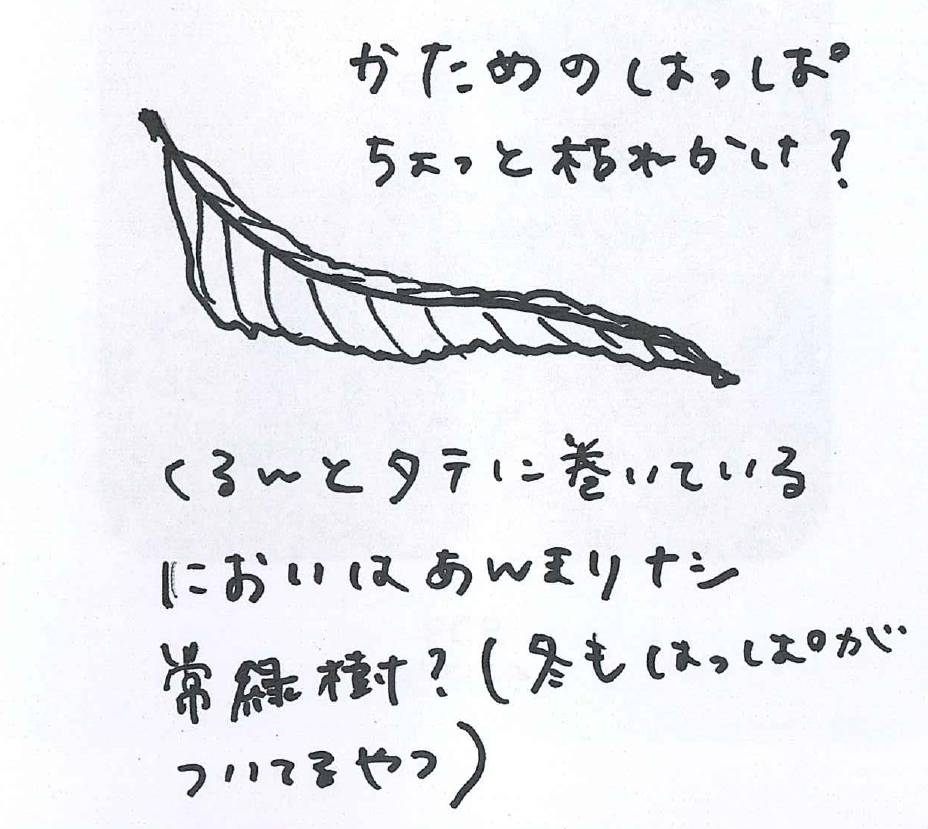 かためのはっぱ
ちょっと枯れかけ?
くるんとタテに巻いている
においはあんまりナシ
常緑樹?(冬もはっぱが
ついてるやつ)